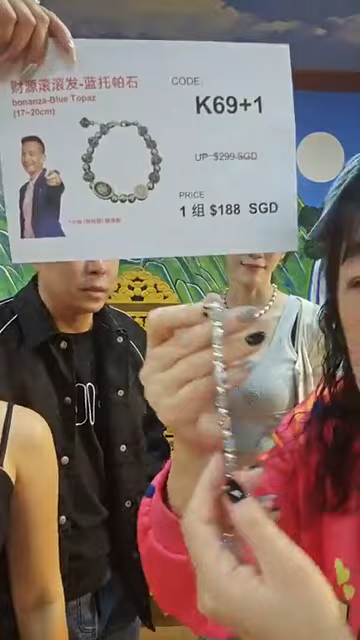 财源滚滚发-蓝托帕石
bonanza-Blue Topaz
(17~20cm)
CODE:
K69+1
UP $299 SGD
PRICE
1 组 $188 SGD